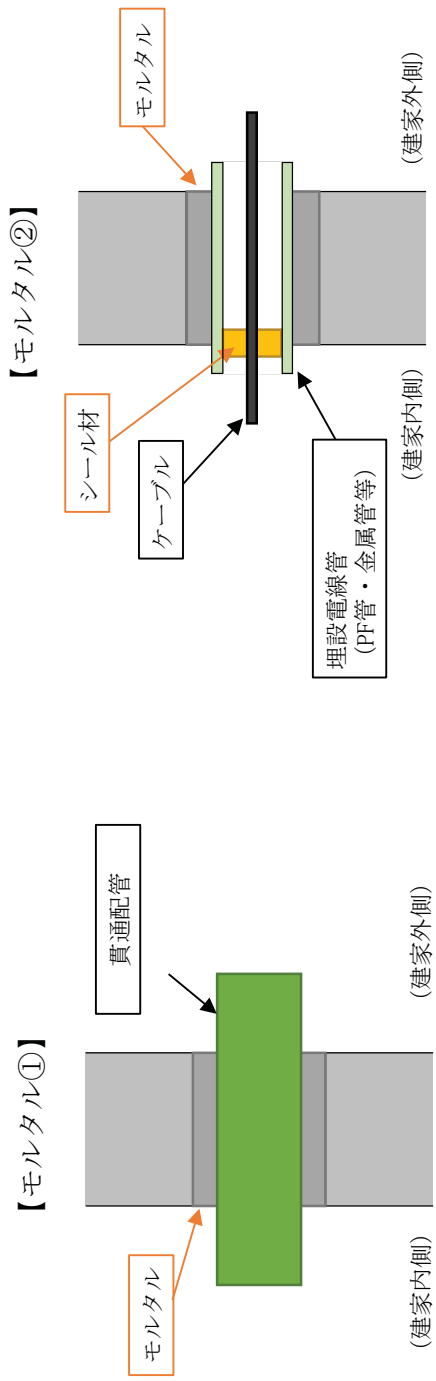 【モルタル①】
モルタル
貫通配管
(建家内側)
(建家外側)
【モルタル②】
シール材
モルタル
ケーブル
埋設電線管
(PF管・金属管等)
(建家内側)
(建家外側)